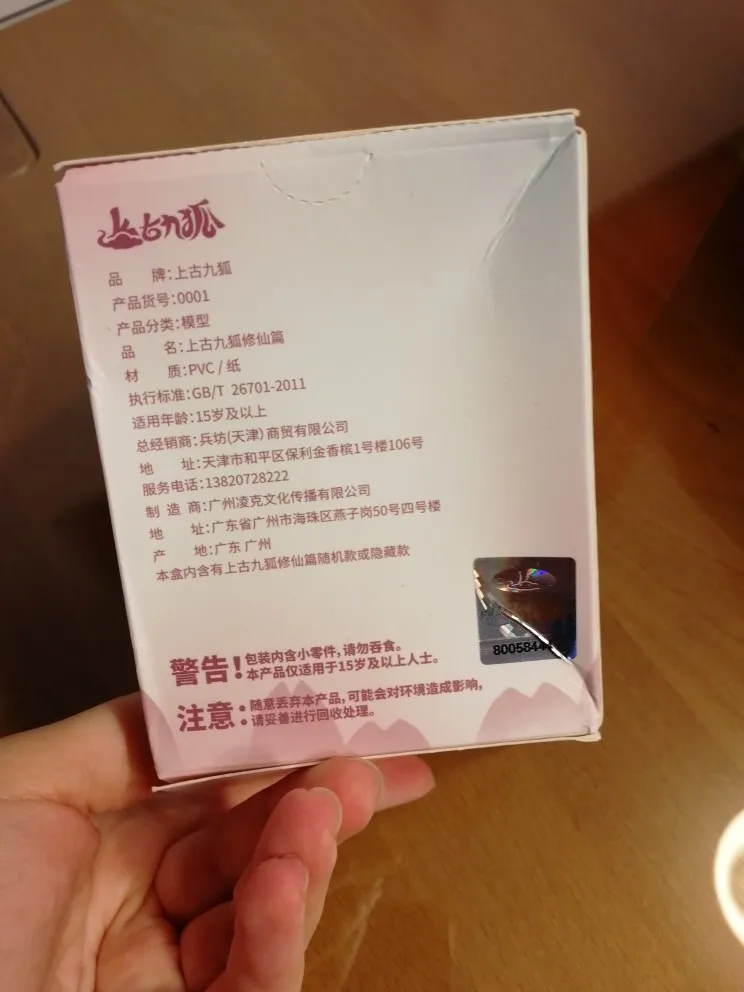 上古九狐
品 牌:上古九狐
产品货号:0001
产品分类:模型
品 名:上古九狐修仙篇
材 质:PVC / 纸
执行标准:GB/T 26701-2011
适用年龄:15岁及以上
总经销商:兵坊(天津)商贸有限公司
地 址:天津市和平区保利金香槟1号楼106号
服务电话:13820728222
制 造 商:广州凌克文化传播有限公司
地 址:广东省广州市海珠区燕子岗50号四号楼
产 地:广东 广州
本盒内含有上古九狐修仙篇随机款或隐藏款
警告!包装内含小零件,请勿吞食。
本产品仅适用于15岁及以上人士。
注意:随意丢弃本产品,可能会对环境造成影响,
请妥善进行回收处理。